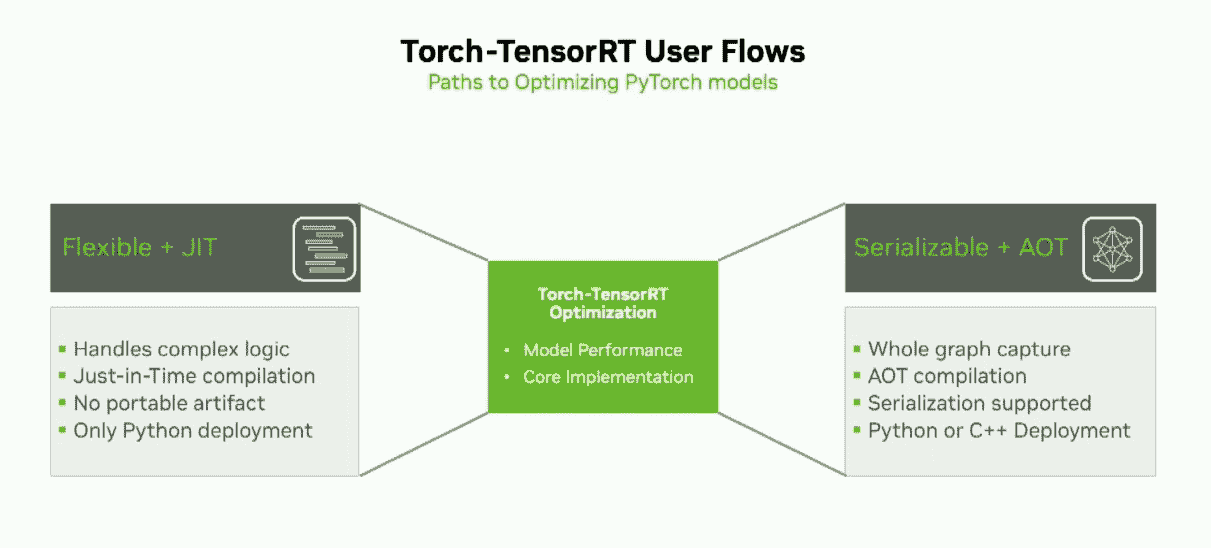 Torch-TensorRT User Flows
Paths to Optimizing PyTorch models
Flexible + JIT
▪ Handles complex logic
▪ Just-in-Time compilation
▪ No portable artifact
▪ Only Python deployment
Torch-TensorRT
Optimization
• Model Performance
• Core Implementation
Serializable + AOT
▪ Whole graph capture
▪ AOT compilation
▪ Serialization supported
▪ Python or C++ Deployment